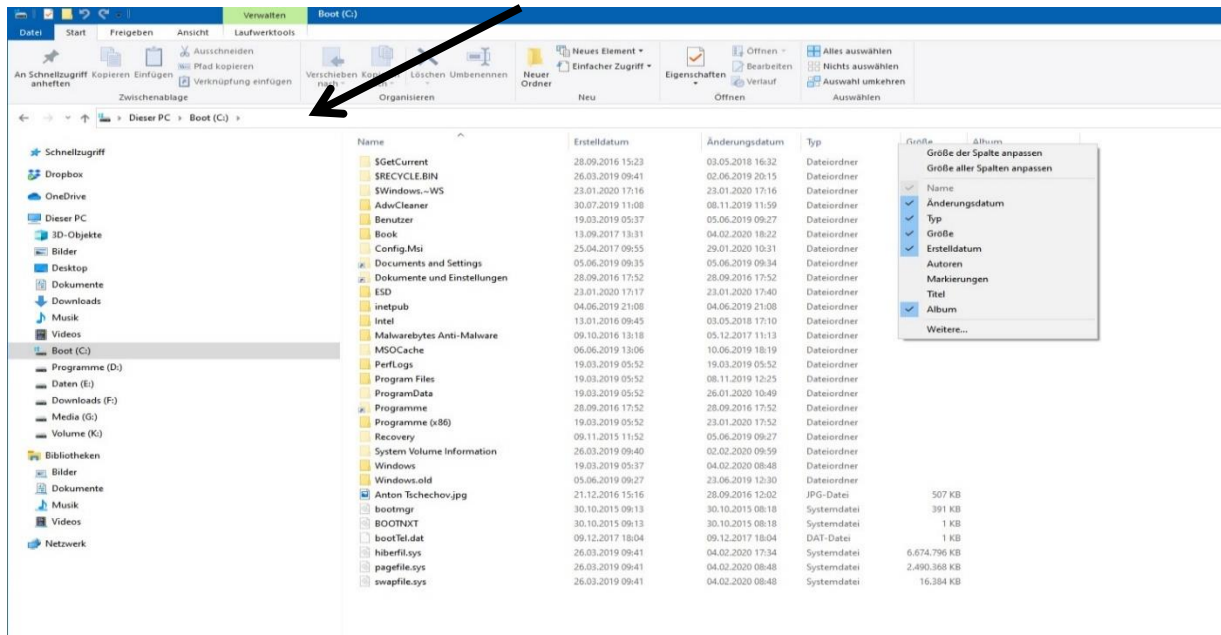 Verwalten Boot (C:)
Datei Start Freigeben Ansicht Laufwerktools
An Schnellzugriff anheften
Kopieren
Einfügen
Ausschneiden
Pfad kopieren
Verknüpfung einfügen
Zwischenablage
Verschieben nach
Löschen
Umbenennen
Organisieren
Neuer Ordner
Neues Element
Einfacher Zugriff
Neu
Eigenschaften
Öffnen
Bearbeiten
Verlauf
Öffnen
Alles auswählen
Nichts auswählen
Auswahl umkehren
Auswählen
Dieser PC Boot (C:)
Schnellzugriff
Dropbox
OneDrive
Dieser PC
3D-Objekte
Bilder
Desktop
Dokumente
Downloads
Musik
Videos
Boot (C:)
Programme (D:)
Daten (E:)
Downloads (F:)
Media (G:)
Volume (K:)
Bibliotheken
Bilder
Dokumente
Musik
Videos
Netzwerk
Name Erstelldatum Änderungsdatum Typ Größe Album
$GetCurrent 28.09.2016 15:23 03.05.2018 16:32 Dateiordner
$RECYCLE.BIN 26.03.2019 09:41 02.06.2019 20:15 Dateiordner
$Windows.~WS 23.01.2020 17:16 23.01.2020 17:16 Dateiordner
AdwCleaner 30.07.2019 11:08 08.11.2019 11:59 Dateiordner
Benutzer 19.03.2019 05:37 05.06.2019 09:27 Dateiordner
Book 13.09.2017 13:31 04.02.2020 18:22 Dateiordner
Config.Msi 25.04.2017 09:55 29.01.2020 10:31 Dateiordner
Documents and Settings 05.06.2019 09:35 05.06.2019 09:34 Dateiordner
Dokumente und Einstellungen 28.09.2016 17:52 28.09.2016 17:52 Dateiordner
ESD 23.01.2020 17:17 23.01.2020 17:40 Dateiordner
inetpub 04.06.2019 21:08 04.06.2019 21:08 Dateiordner
Intel 13.01.2016 09:45 03.05.2018 17:10 Dateiordner
Malwarebytes Anti-Malware 09.10.2016 13:18 05.12.2017 11:13 Dateiordner
MSOCache 06.06.2019 13:06 10.06.2019 18:19 Dateiordner
PerfLogs 19.03.2019 05:52 19.03.2019 05:52 Dateiordner
Program Files 19.03.2019 05:52 08.11.2019 12:25 Dateiordner
ProgramData 19.03.2019 05:52 26.01.2020 10:49 Dateiordner
Programme 28.09.2016 17:52 28.09.2016 17:52 Dateiordner
Programme (x86) 19.03.2019 05:52 23.01.2020 17:52 Dateiordner
Recovery 09.11.2015 11:52 05.06.2019 09:27 Dateiordner
System Volume Information 26.03.2019 09:40 02.02.2020 09:59 Dateiordner
Windows 19.03.2019 05:37 04.02.2020 08:48 Dateiordner
Windows.old 05.06.2019 09:27 23.06.2019 12:30 Dateiordner
Anton Tschechov.jpg 21.12.2016 15:16 28.09.2016 12:02 JPG-Datei 507 KB
bootmgr 30.10.2015 09:13 30.10.2015 08:18 Systemdatei 391 KB
BOOTNXT 30.10.2015 09:13 30.10.2015 08:18 Systemdatei 1 KB
bootTel.dat 09.12.2017 18:04 09.12.2017 18:04 DAT-Datei 1 KB
hiberfil.sys 26.03.2019 09:41 04.02.2020 17:34 Systemdatei 6.674.796 KB
pagefile.sys 26.03.2019 09:41 04.02.2020 08:48 Systemdatei 2.490.368 KB
swapfile.sys 26.03.2019 09:41 04.02.2020 08:48 Systemdatei 16.384 KB
Größe der Spalte anpassen
Größe aller Spalten anpassen
Name
Änderungsdatum
Typ
Größe
Erstelldatum
Autoren
Markierungen
Titel
Album
Weitere...